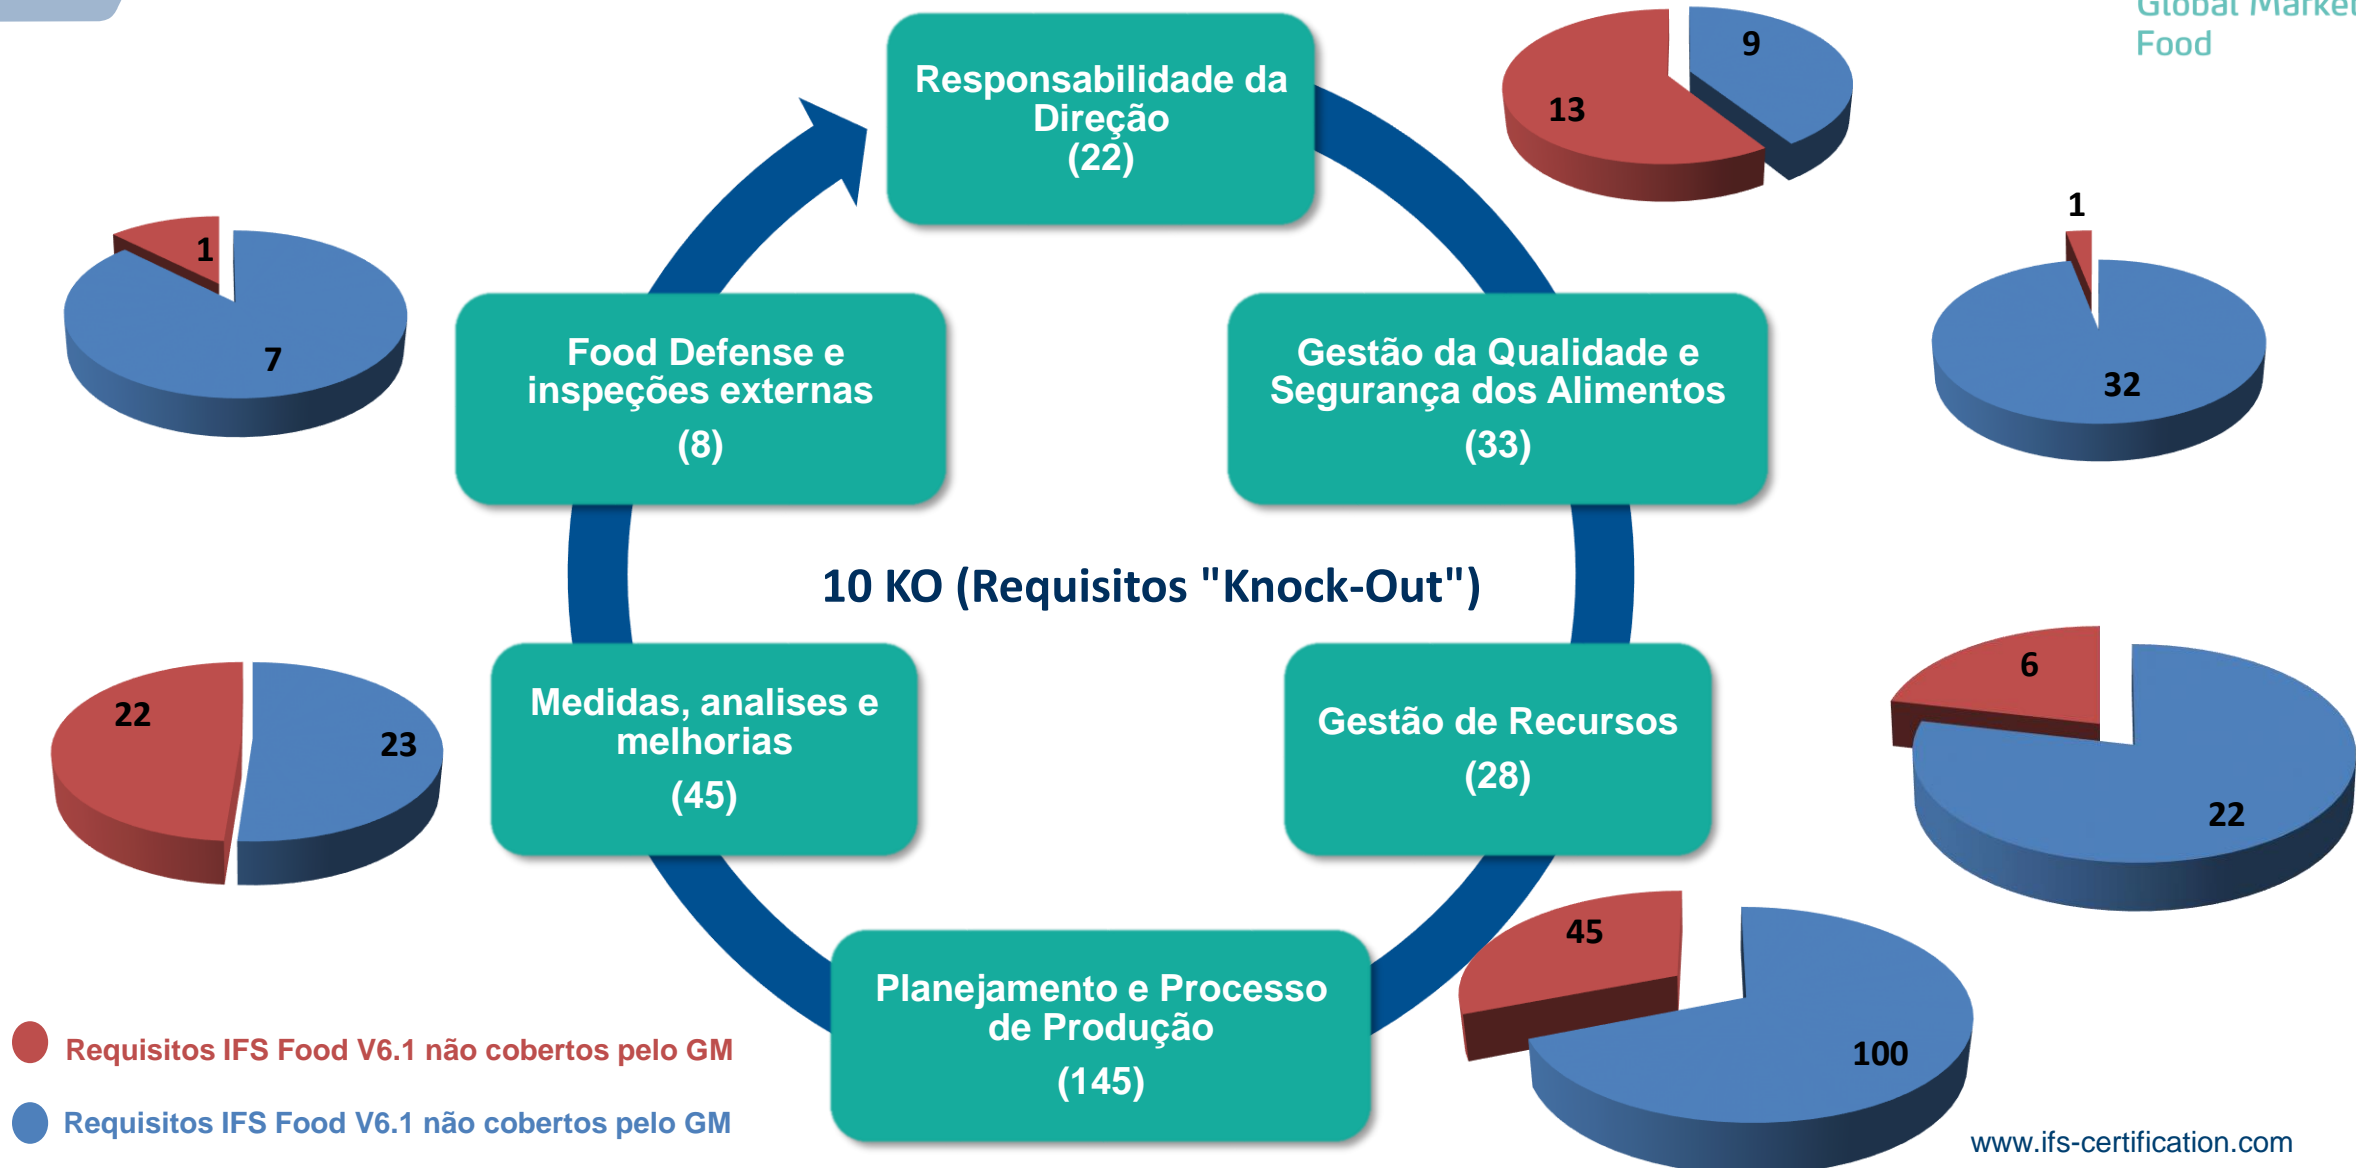 Global Market
Food
Responsabilidade da
Direção
(22)
9
13
1
32
1
7
Food Defense e
inspeções externas
(8)
Gestão da Qualidade e
Segurança dos Alimentos
(33)
10 KO (Requisitos "Knock-Out")
22
23
Medidas, analises e
melhorias
(45)
Gestão de Recursos
(28)
6
22
Planejamento e Processo
de Produção
(145)
45
100
Requisitos IFS Food V6.1 não cobertos pelo GM
Requisitos IFS Food V6.1 não cobertos pelo GM
www.ifs-certification.com